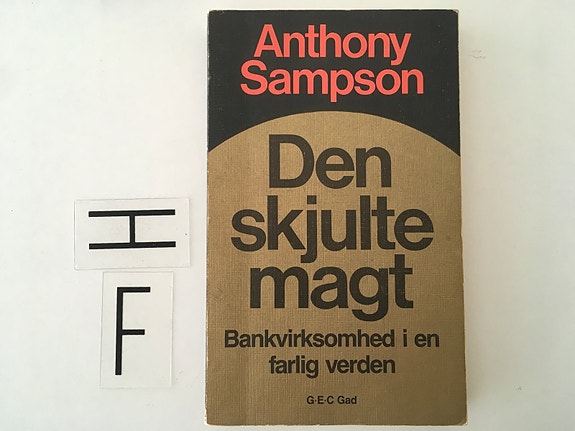 Anthony
Sampson
Den
skjulte
magt
Bankvirksomhed i en
farlig verden
G·E·C Gad
H
F